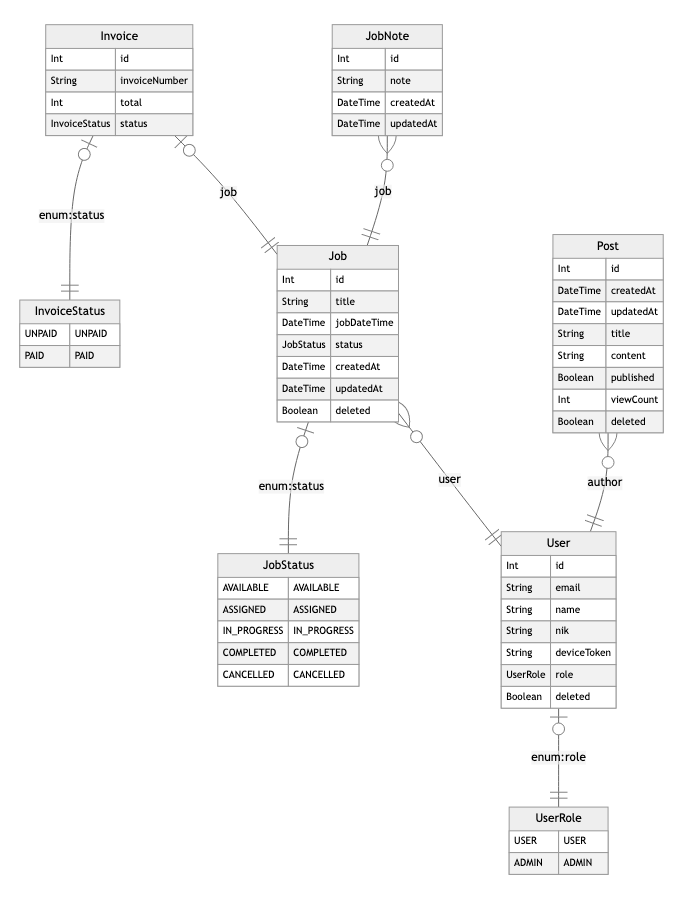 Invoice
Int id
String invoiceNumber
Int total
InvoiceStatus status
JobNote
Int id
String note
DateTime createdAt
DateTime updatedAt
job
job
enum:status
Post
Int id
DateTime createdAt
DateTime updatedAt
String title
String content
Boolean published
Int viewCount
Boolean deleted
Job
Int id
String title
DateTime jobDateTime
JobStatus status
DateTime createdAt
DateTime updatedAt
Boolean deleted
InvoiceStatus
UNPAID UNPAID
PAID PAID
user
author
enum:status
User
Int id
String email
String name
String nik
String deviceToken
UserRole role
Boolean deleted
JobStatus
AVAILABLE AVAILABLE
ASSIGNED ASSIGNED
IN_PROGRESS IN_PROGRESS
COMPLETED COMPLETED
CANCELLED CANCELLED
enum:role
UserRole
USER USER
ADMIN ADMIN